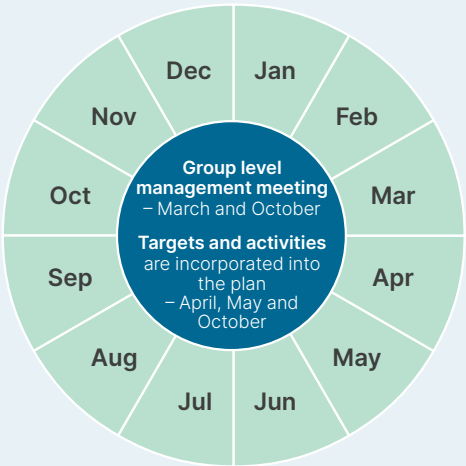 Dec
Jan
Nov
Feb
Oct
Mar
Sep
Apr
Aug
May
Jul
Jun
Group level
management meeting
– March and October
Targets and activities
are incorporated into
the plan
– April, May and
October